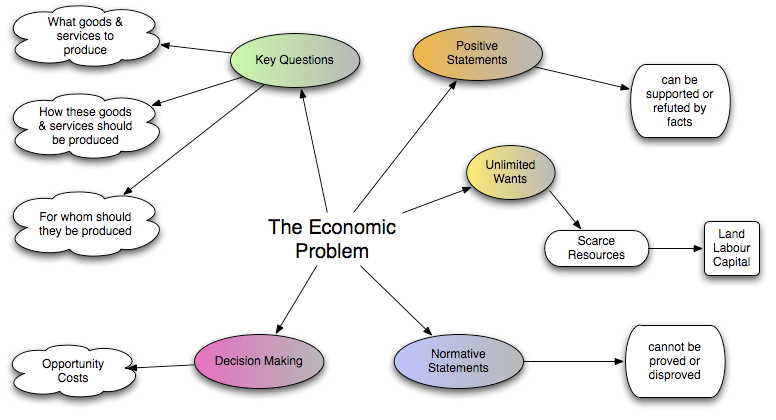 What goods &
services to
produce
Key Questions
Positive
Statements
can be
supported or
refuted by
facts
How these goods
& services should
be produced
Unlimited
Wants
For whom should
they be produced
The Economic
Problem
Scarce
Resources
Land
Labour
Capital
Opportunity
Costs
Decision Making
Normative
Statements
cannot be
proved or
disproved